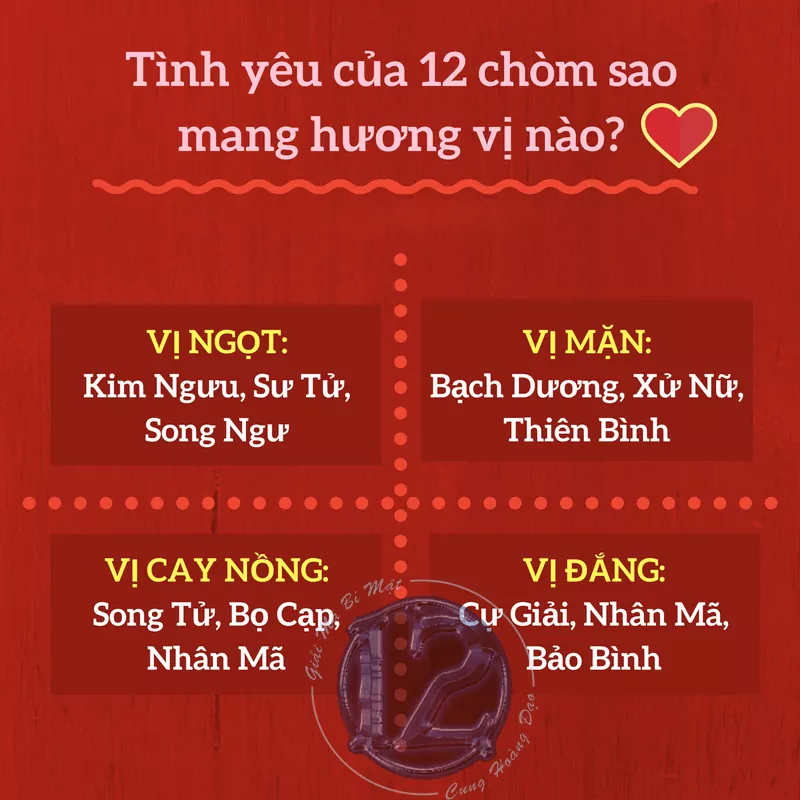 Tình yêu của 12 chòm sao
mang hương vị nào?
VỊ NGỌT:
Kim Ngưu, Sư Tử,
Song Ngư
VỊ MẶN:
Bạch Dương, Xử Nữ,
Thiên Bình
VỊ CAY NỒNG:
Song Tử, Bọ Cạp,
Nhân Mã
VỊ ĐẮNG:
Cự Giải, Nhân Mã,
Bảo Bình
Giải Mã Bí Mật
12
Cung Hoàng Đạo